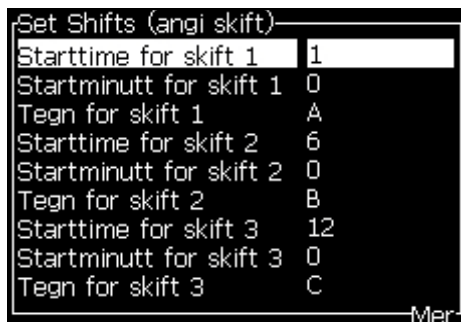 Set Shifts (angi skift)
Starttime for skift 1 1
Startminutt for skift 1 0
Tegn for skift 1 A
Starttime for skift 2 6
Startminutt for skift 2 0
Tegn for skift 2 B
Starttime for skift 3 12
Startminutt for skift 3 0
Tegn for skift 3 C
Mer